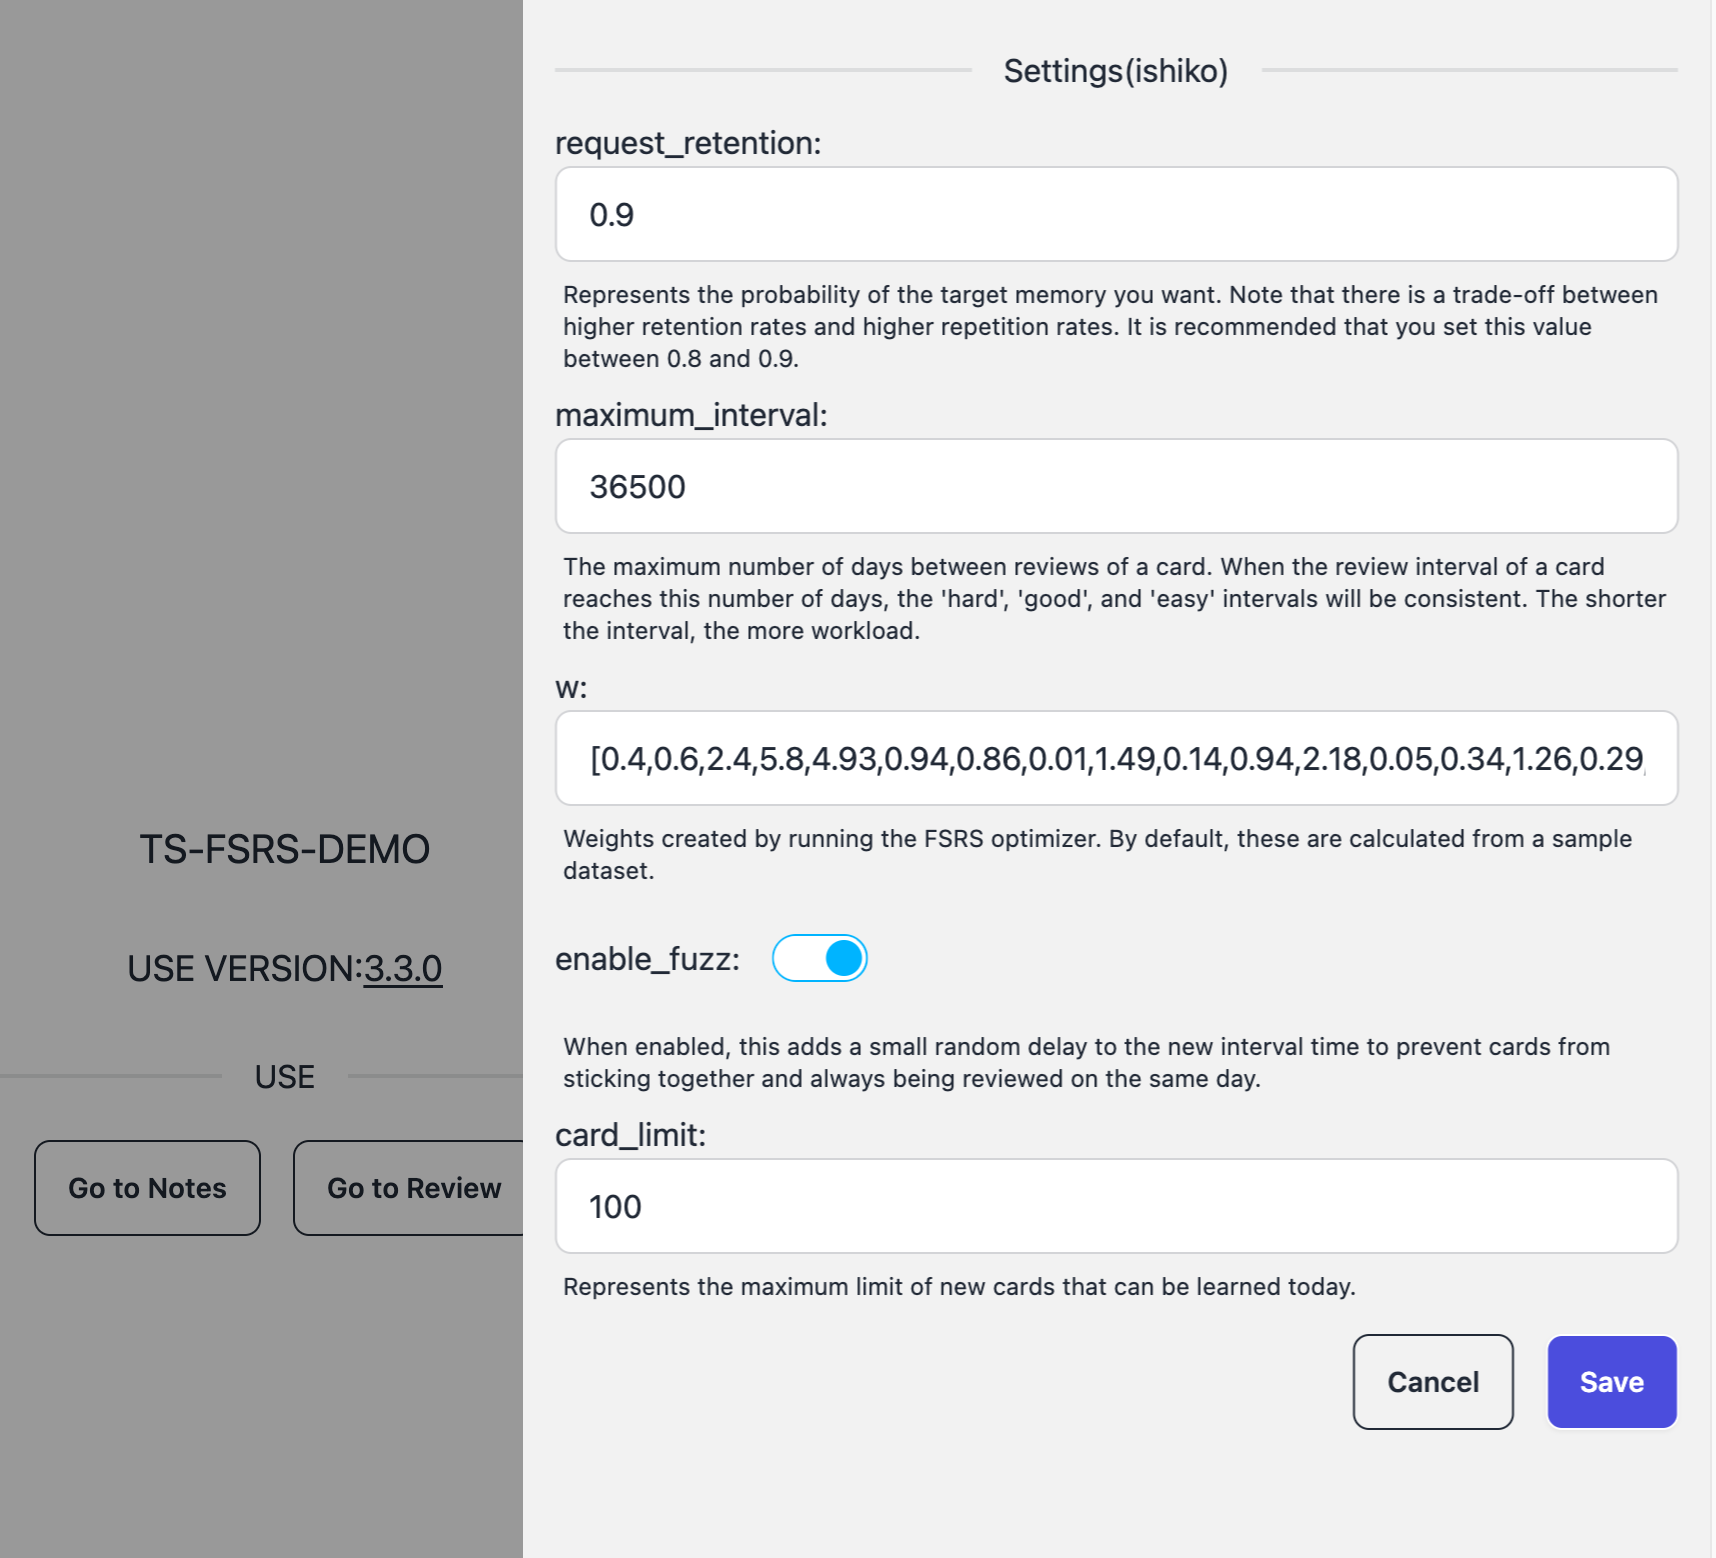 Settings(ishiko)
request_retention:
0.9
Represents the probability of the target memory you want. Note that there is a trade-off between
higher retention rates and higher repetition rates. It is recommended that you set this value
between 0.8 and 0.9.
maximum_interval:
36500
The maximum number of days between reviews of a card. When the review interval of a card
reaches this number of days, the 'hard', 'good', and 'easy' intervals will be consistent. The shorter
the interval, the more workload.
w:
[0.4,0.6,2.4,5.8,4.93,0.94,0.86,0.01,1.49,0.14,0.94,2.18,0.05,0.34,1.26,0.29,
Weights created by running the FSRS optimizer. By default, these are calculated from a sample
dataset.
enable_fuzz:
When enabled, this adds a small random delay to the new interval time to prevent cards from
sticking together and always being reviewed on the same day.
card_limit:
100
Represents the maximum limit of new cards that can be learned today.
Cancel
Save
TS-FSRS-DEMO
USE VERSION:3.3.0
USE
Go to Notes
Go to Review